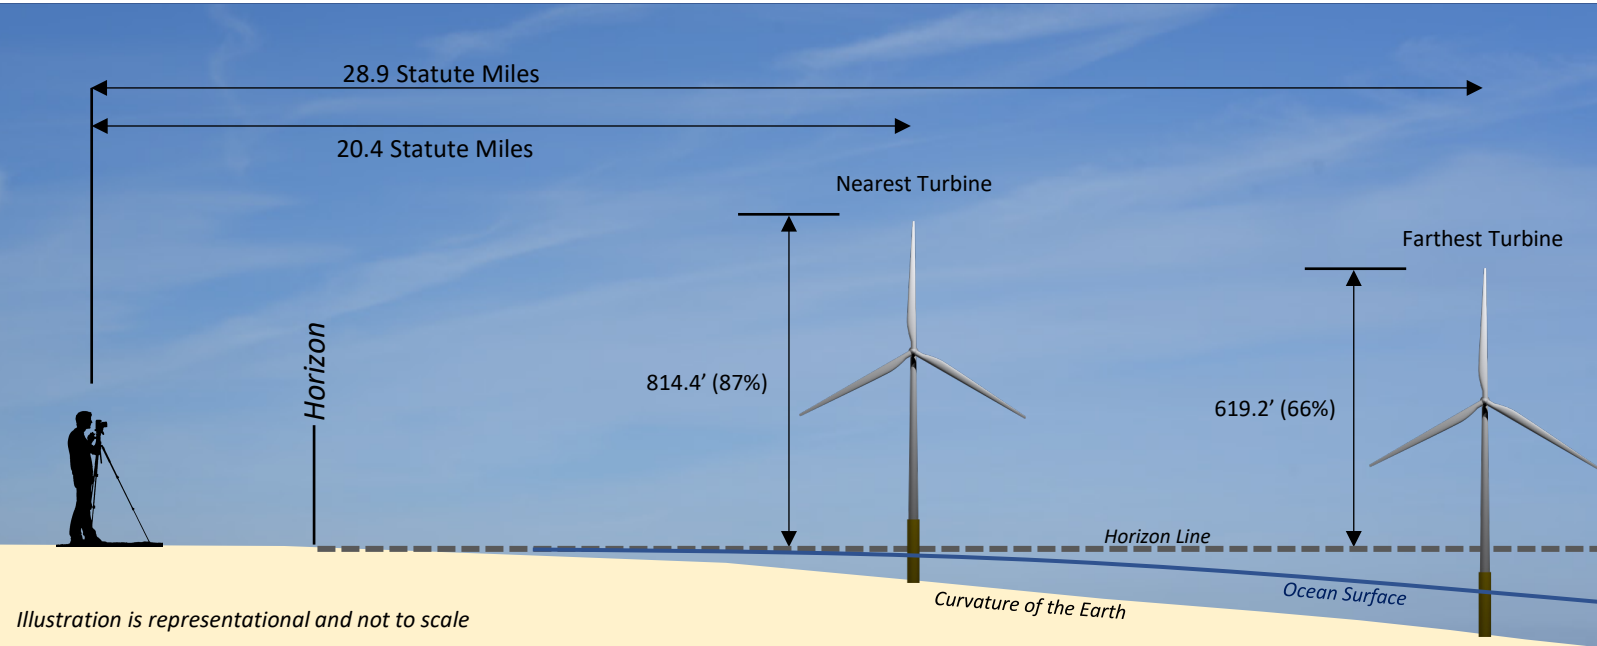 28.9 Statute Miles
20.4 Statute Miles
Nearest Turbine
Farthest Turbine
Horizon
814.4’ (87%)
619.2’ (66%)
Horizon Line
Ocean Surface
Curvature of the Earth
Illustration is representational and not to scale